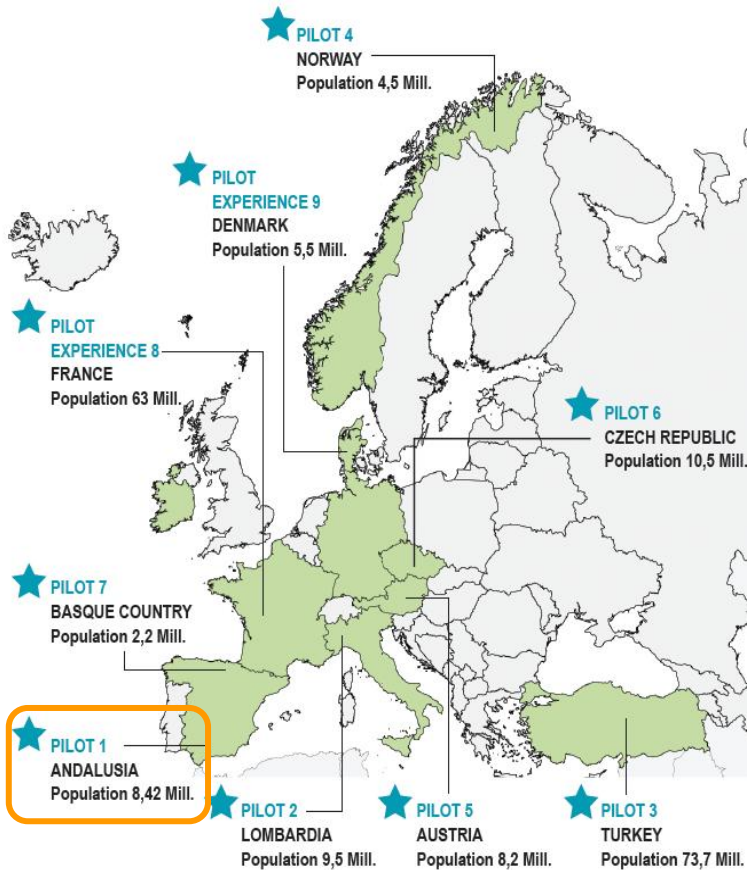 PILOT 4
NORWAY
Population 4,5 Mill.
PILOT
EXPERIENCE 9
DENMARK
Population 5,5 Mill.
PILOT
EXPERIENCE 8
FRANCE
Population 63 Mill.
PILOT 6
CZECH REPUBLIC
Population 10,5 Mill.
PILOT 7
BASQUE COUNTRY
Population 2,2 Mill.
PILOT 1
ANDALUSIA
Population 8,42 Mill.
PILOT 2
LOMBARDIA
Population 9,5 Mill.
PILOT 5
AUSTRIA
Population 8,2 Mill.
PILOT 3
TURKEY
Population 73,7 Mill.